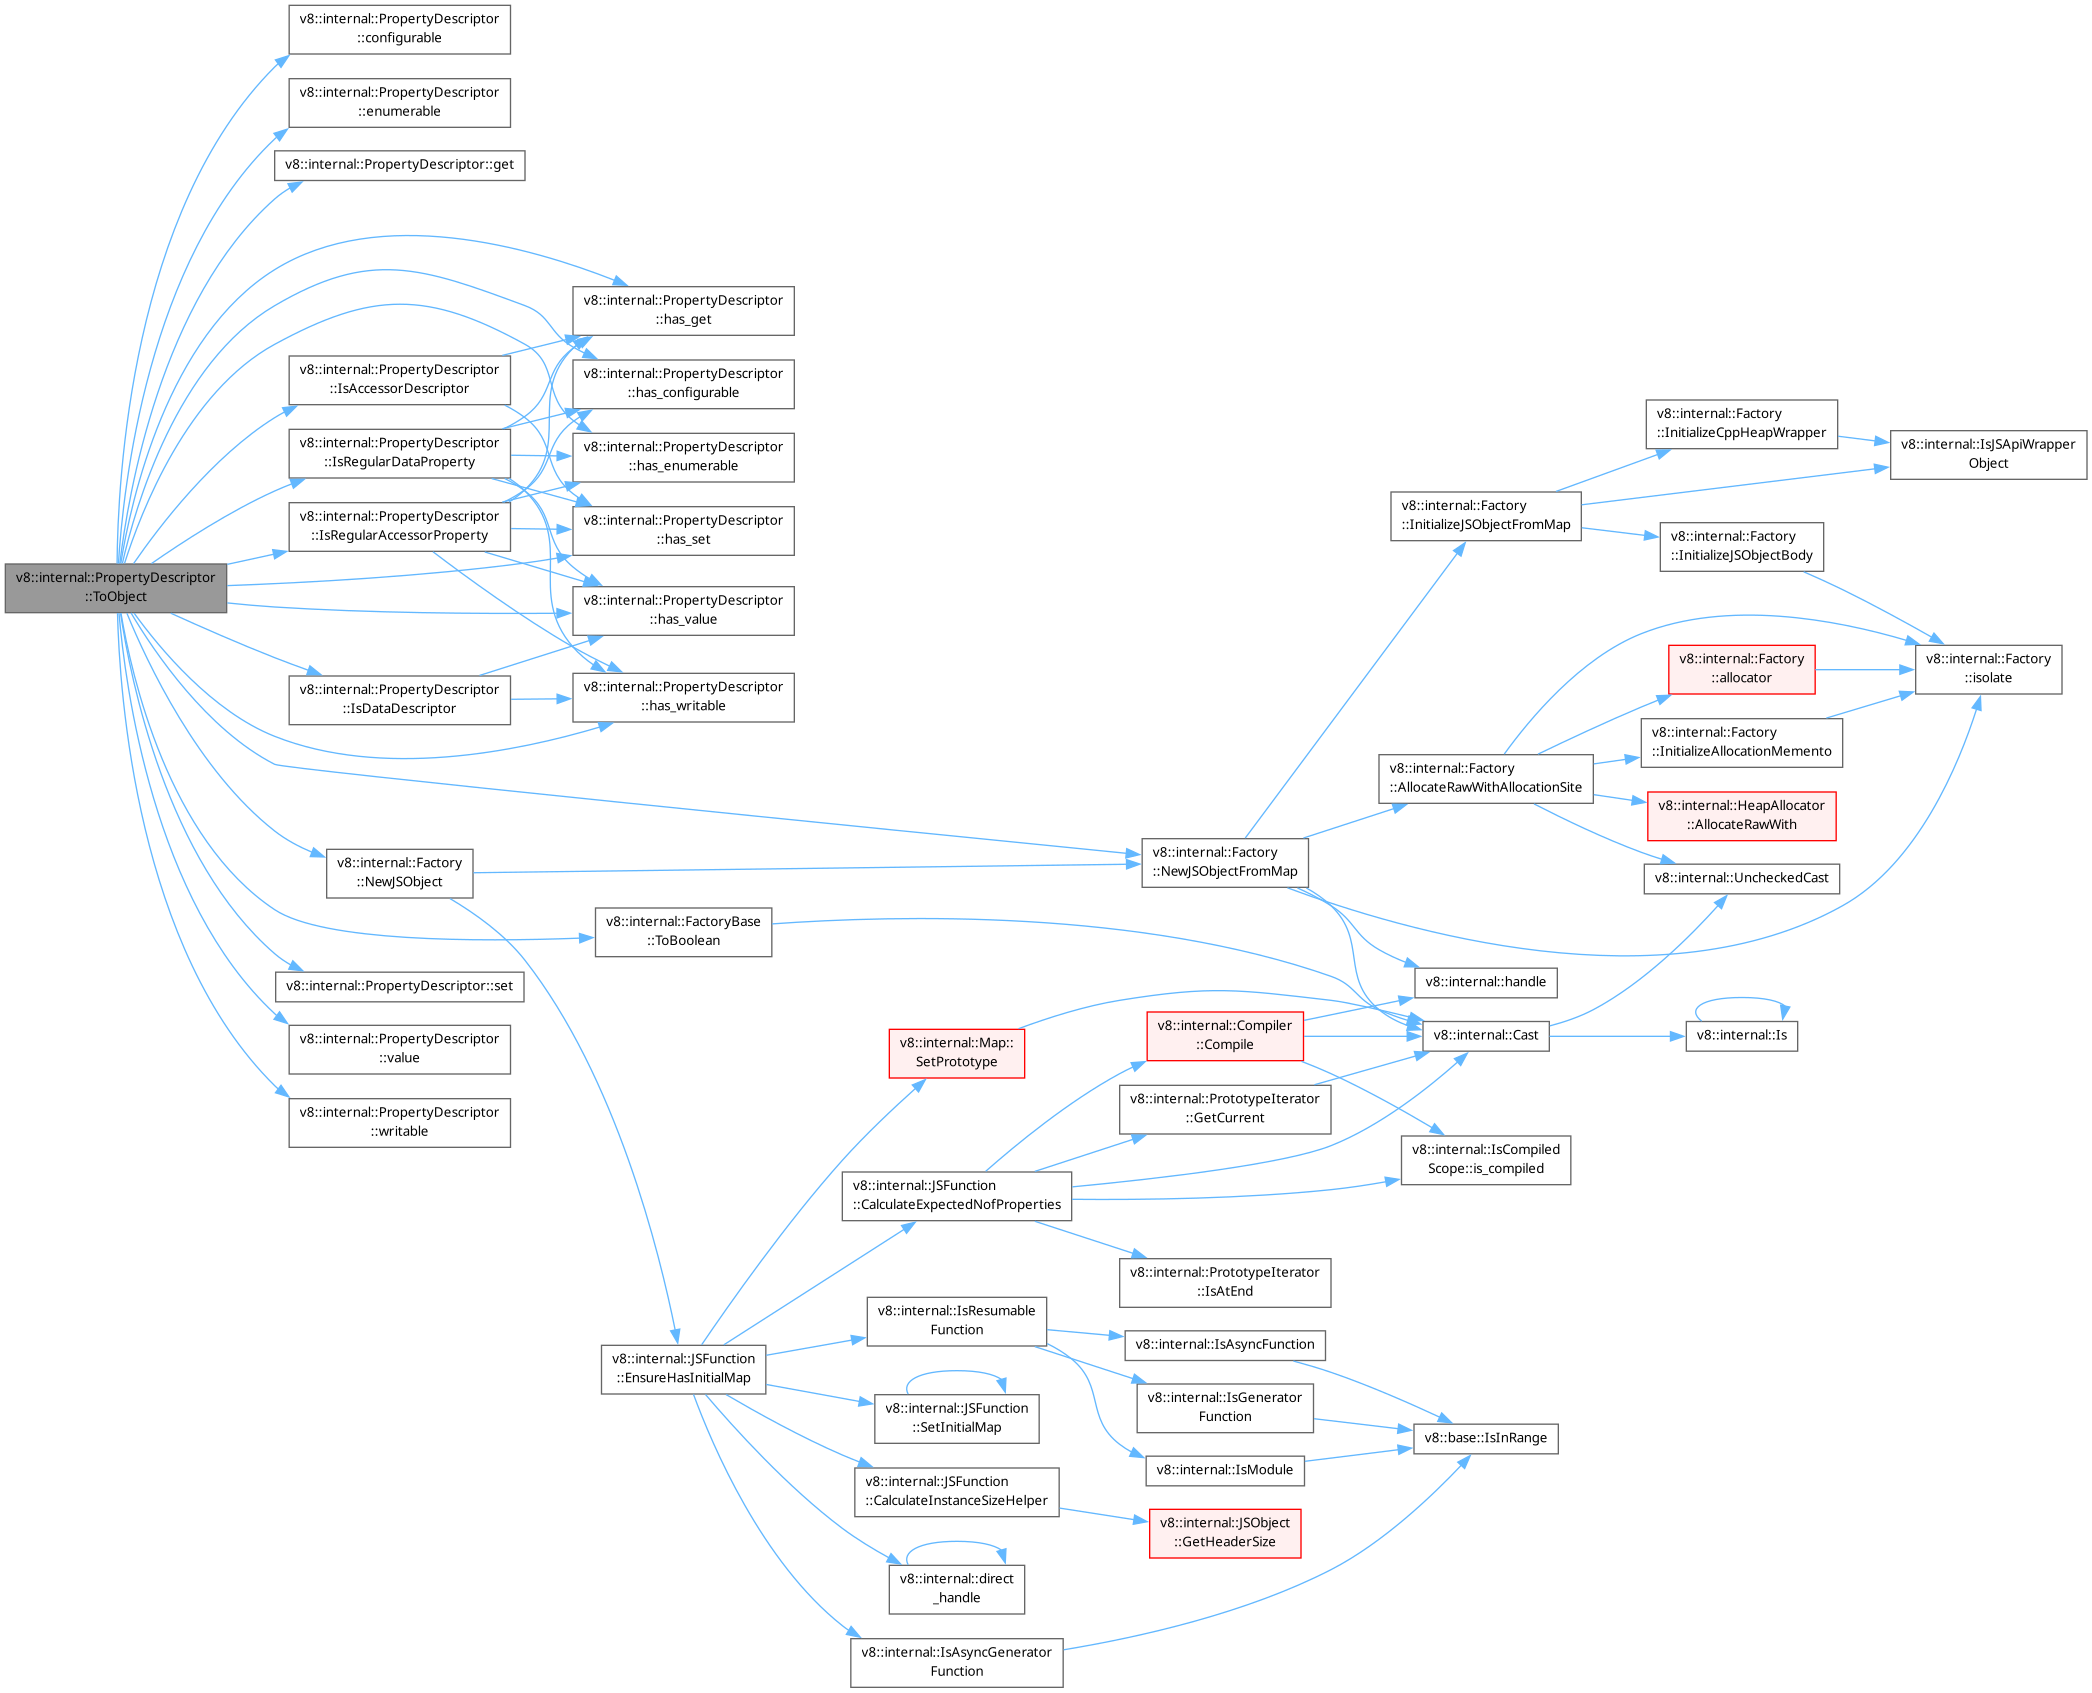 v8::internal::PropertyDescriptor
::ToObject
v8::internal::PropertyDescriptor
::configurable
v8::internal::PropertyDescriptor
::enumerable
v8::internal::PropertyDescriptor::get
v8::internal::PropertyDescriptor
::IsAccessorDescriptor
v8::internal::PropertyDescriptor
::IsRegularDataProperty
v8::internal::PropertyDescriptor
::IsRegularAccessorProperty
v8::internal::PropertyDescriptor
::IsDataDescriptor
v8::internal::Factory
::NewJSObject
v8::internal::PropertyDescriptor::set
v8::internal::PropertyDescriptor
::value
v8::internal::PropertyDescriptor
::writable
v8::internal::PropertyDescriptor
::has_get
v8::internal::PropertyDescriptor
::has_configurable
v8::internal::PropertyDescriptor
::has_enumerable
v8::internal::PropertyDescriptor
::has_set
v8::internal::PropertyDescriptor
::has_value
v8::internal::PropertyDescriptor
::has_writable
v8::internal::FactoryBase
::ToBoolean
v8::internal::JSFunction
::EnsureHasInitialMap
v8::internal::Map::
SetPrototype
v8::internal::JSFunction
::CalculateExpectedNofProperties
v8::internal::IsResumable
Function
v8::internal::JSFunction
::SetInitialMap
v8::internal::JSFunction
::CalculateInstanceSizeHelper
v8::internal::direct
_handle
v8::internal::IsAsyncGenerator
Function
v8::internal::Factory
::NewJSObjectFromMap
v8::internal::Compiler
::Compile
v8::internal::PrototypeIterator
::GetCurrent
v8::internal::PrototypeIterator
::IsAtEnd
v8::internal::IsAsyncFunction
v8::internal::IsGenerator
Function
v8::internal::IsModule
v8::internal::JSObject
::GetHeaderSize
v8::internal::Factory
::InitializeJSObjectFromMap
v8::internal::Factory
::AllocateRawWithAllocationSite
v8::internal::handle
v8::internal::Cast
v8::internal::IsCompiled
Scope::is_compiled
v8::base::IsInRange
v8::internal::Factory
::InitializeCppHeapWrapper
v8::internal::Factory
::InitializeJSObjectBody
v8::internal::Factory
::allocator
v8::internal::Factory
::InitializeAllocationMemento
v8::internal::HeapAllocator
::AllocateRawWith
v8::internal::UncheckedCast
v8::internal::Is
v8::internal::IsJSApiWrapper
Object
v8::internal::Factory
::isolate